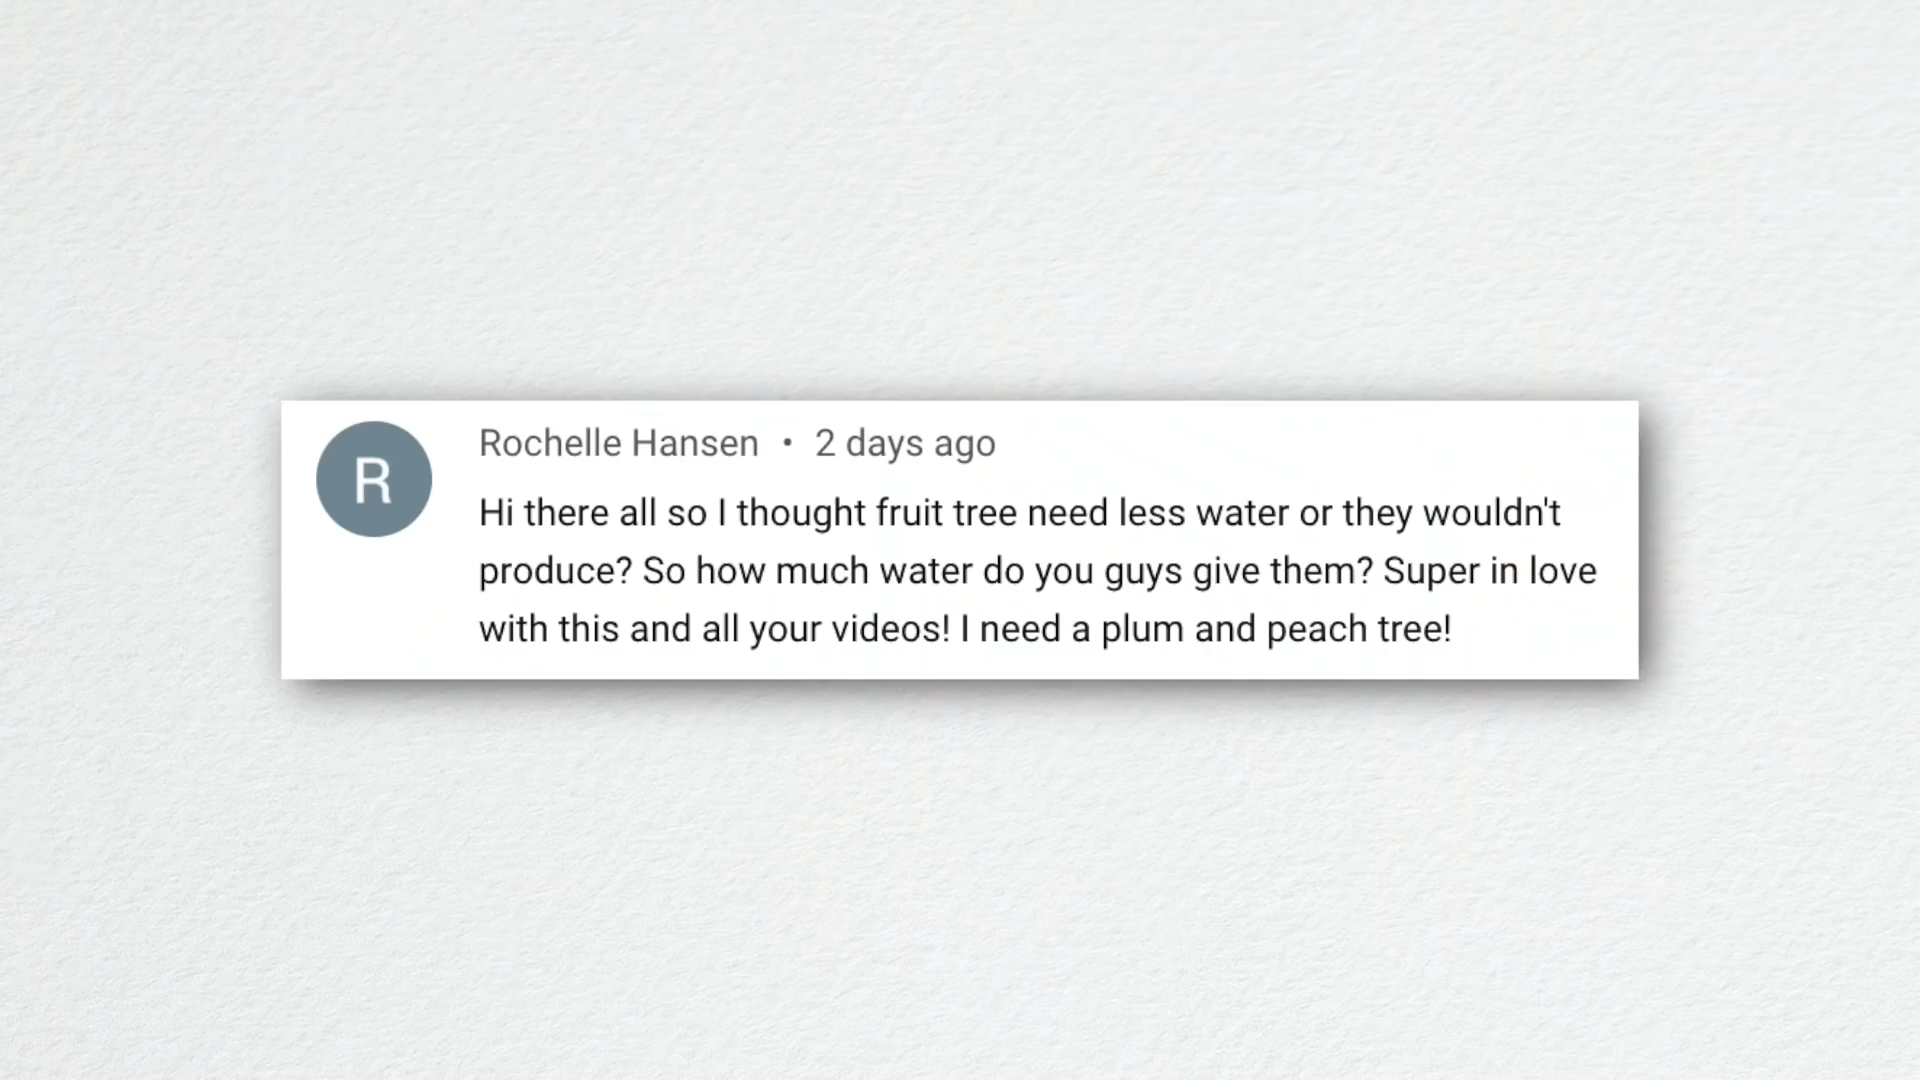 R
Rochelle Hansen • 2 days ago
Hi there all so I thought fruit tree need less water or they wouldn't
produce? So how much water do you guys give them? Super in love
with this and all your videos! I need a plum and peach tree!